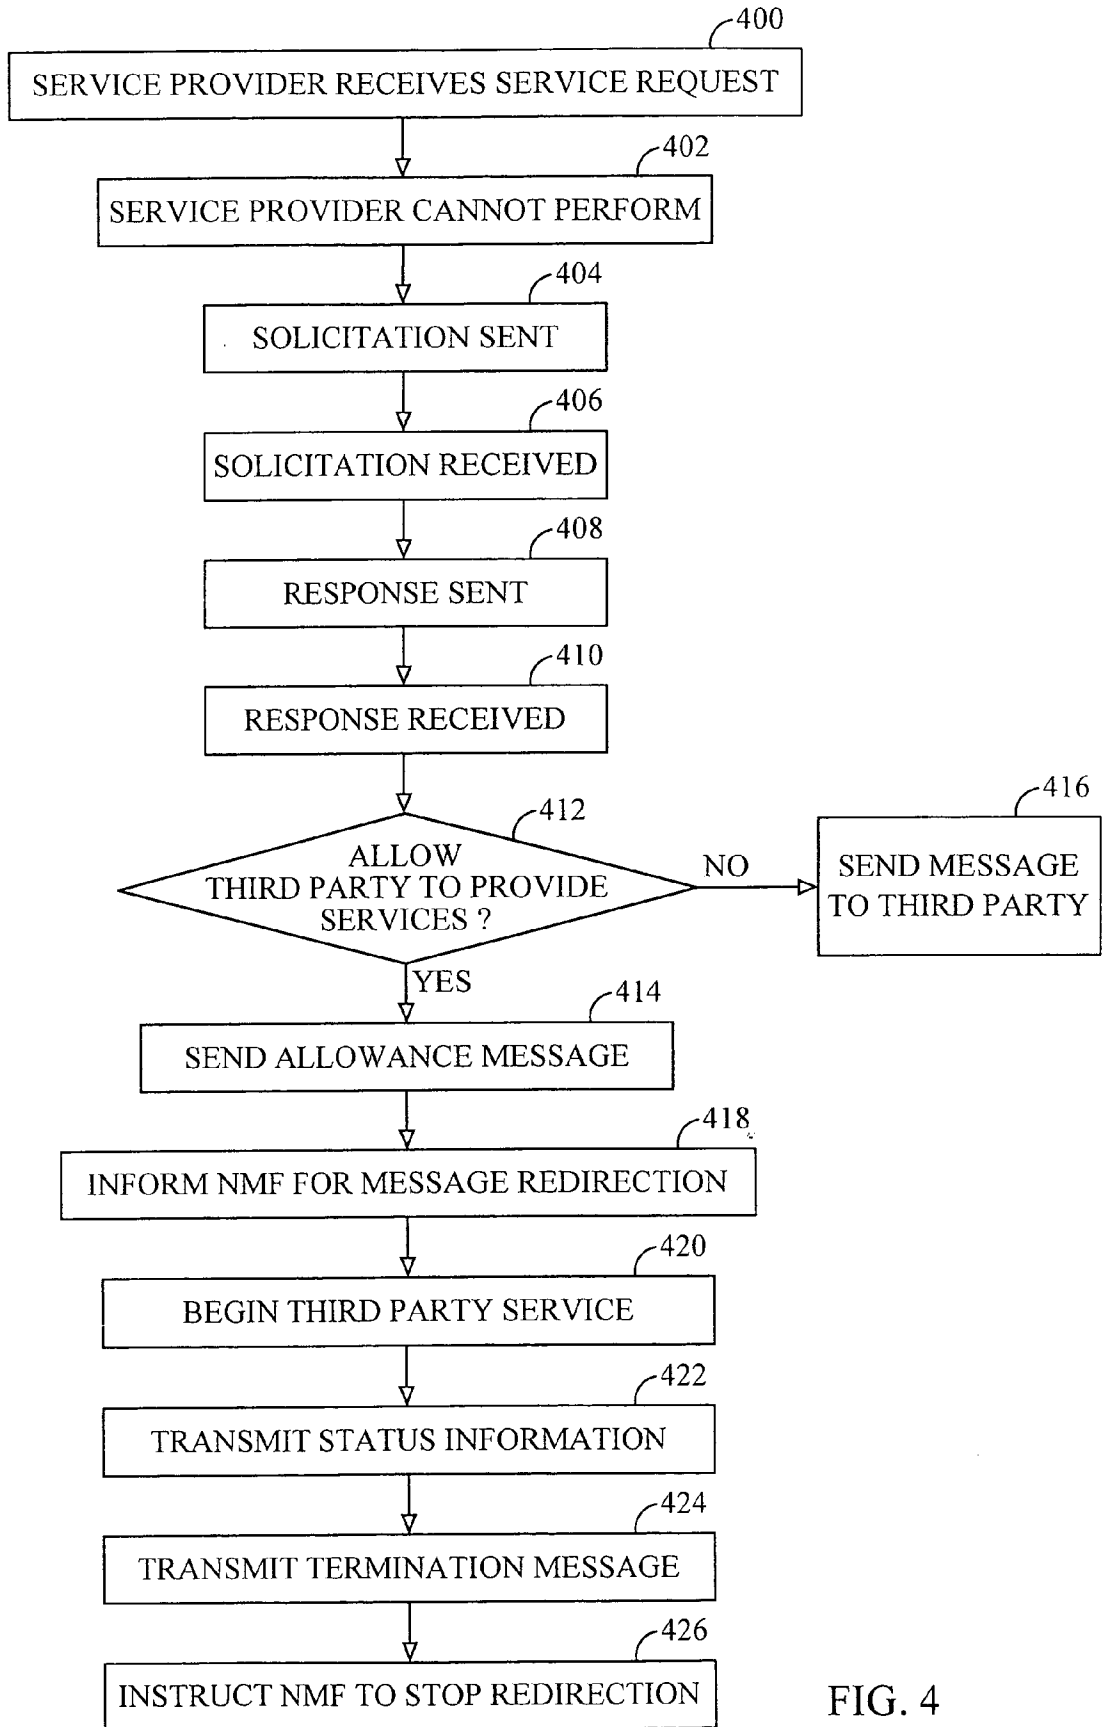 400
SERVICE PROVIDER RECEIVES SERVICE REQUEST
402
SERVICE PROVIDER CANNOT PERFORM
404
SOLICITATION SENT
406
SOLICITATION RECEIVED
408
RESPONSE SENT
410
RESPONSE RECEIVED
412
ALLOW
THIRD PARTY TO PROVIDE
SERVICES ?
NO
416
SEND MESSAGE
TO THIRD PARTY
YES
414
SEND ALLOWANCE MESSAGE
418
INFORM NMF FOR MESSAGE REDIRECTION
420
BEGIN THIRD PARTY SERVICE
422
TRANSMIT STATUS INFORMATION
424
TRANSMIT TERMINATION MESSAGE
426
INSTRUCT NMF TO STOP REDIRECTION
FIG. 4